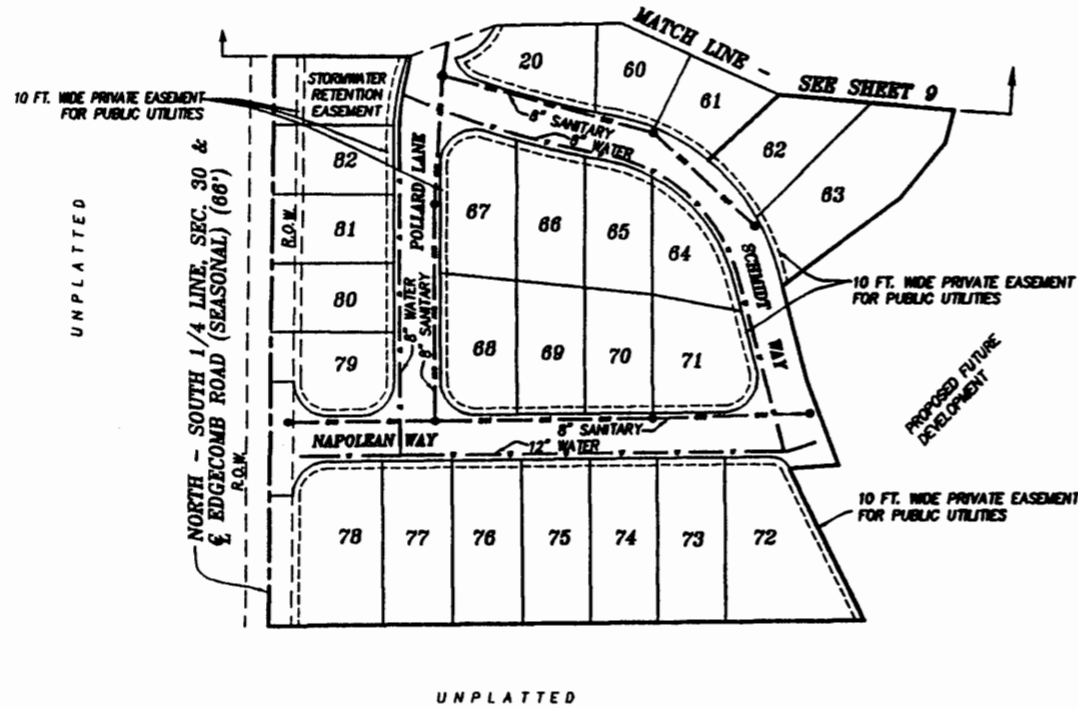 MATCH LINE - SEE SHEET 9
20
60
61
62
63
STORMWATER
RETENTION
EASEMENT
10 FT. WIDE PRIVATE EASEMENT
FOR PUBLIC UTILITIES
8" SANITARY
8" WATER
82
81
80
79
R.O.W.
POLLARD LANE
8" WATER
8" SANITARY
67
66
65
64
68
69
70
71
SCHMIDT WAY
10 FT. WIDE PRIVATE EASEMENT
FOR PUBLIC UTILITIES
UNPLATTED
NORTH - SOUTH 1/4 LINE, SEC. 30 &
℄ EDGECOMB ROAD (SEASONAL) (66')
R.O.W.
PROPOSED FUTURE
DEVELOPMENT
8" SANITARY
NAPOLEAN WAY
12" WATER
10 FT. WIDE PRIVATE EASEMENT
FOR PUBLIC UTILITIES
78
77
76
75
74
73
72
UNPLATTED